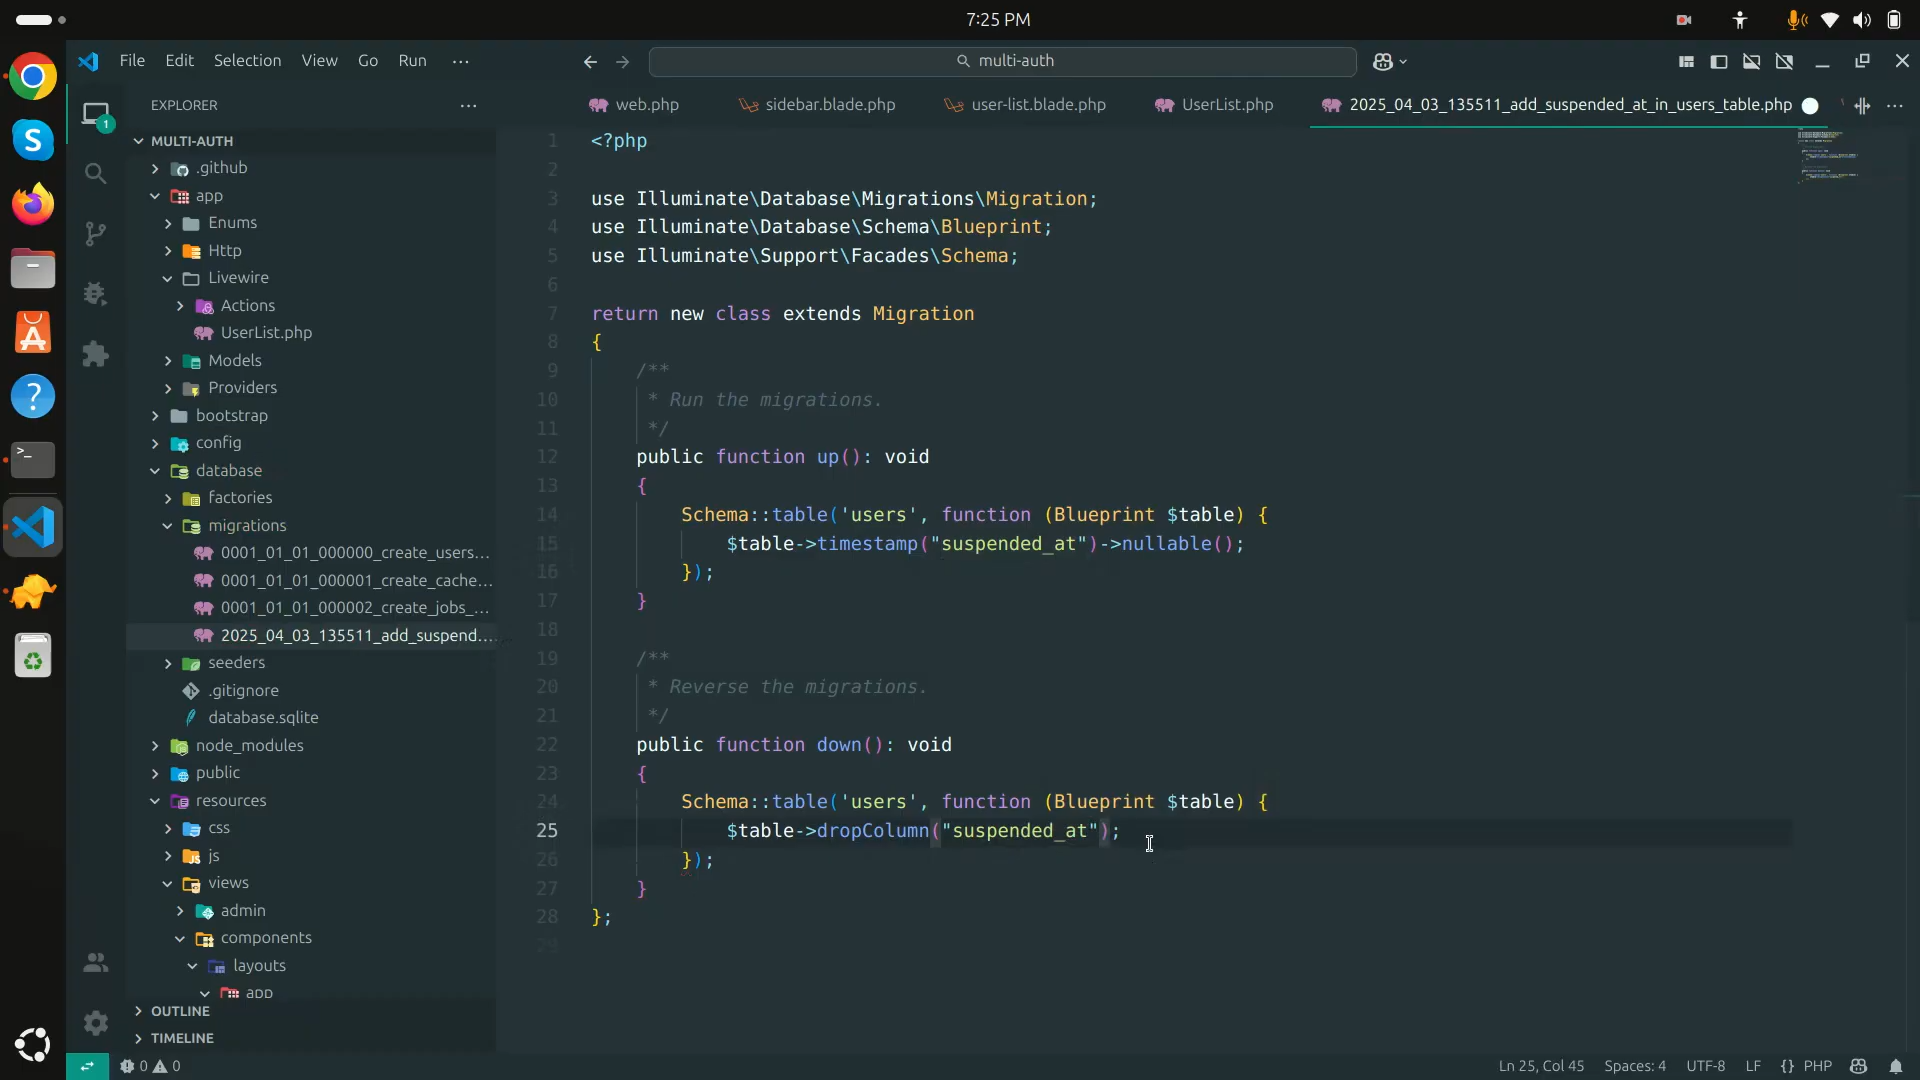 7:25 PM
File Edit Selection View Go Run ...
multi-auth
EXPLORER ...
web.php sidebar.blade.php user-list.blade.php UserList.php 2025_04_03_135511_add_suspended_at_in_users_table.php ...
1
MULTI-AUTH
.github
app
Enums
Http
Livewire
Actions
UserList.php
Models
Providers
bootstrap
config
database
factories
migrations
0001_01_01_000000_create_users...
0001_01_01_000001_create_cache...
0001_01_01_000002_create_jobs_...
2025_04_03_135511_add_suspend...
seeders
.gitignore
database.sqlite
node_modules
public
resources
css
js
views
admin
components
layouts
app
OUTLINE
TIMELINE
1 <?php
2
3 use Illuminate\Database\Migrations\Migration;
4 use Illuminate\Database\Schema\Blueprint;
5 use Illuminate\Support\Facades\Schema;
6
7 return new class extends Migration
8 {
9 /**
10 * Run the migrations.
11 */
12 public function up(): void
13 {
14 Schema::table('users', function (Blueprint $table) {
15 $table->timestamp("suspended_at")->nullable();
16 });
17 }
18
19 /**
20 * Reverse the migrations.
21 */
22 public function down(): void
23 {
24 Schema::table('users', function (Blueprint $table) {
25 $table->dropColumn("suspended_at");
26 });
27 }
28 };
29
0 0 Ln 25, Col 45 Spaces: 4 UTF-8 LF {} PHP